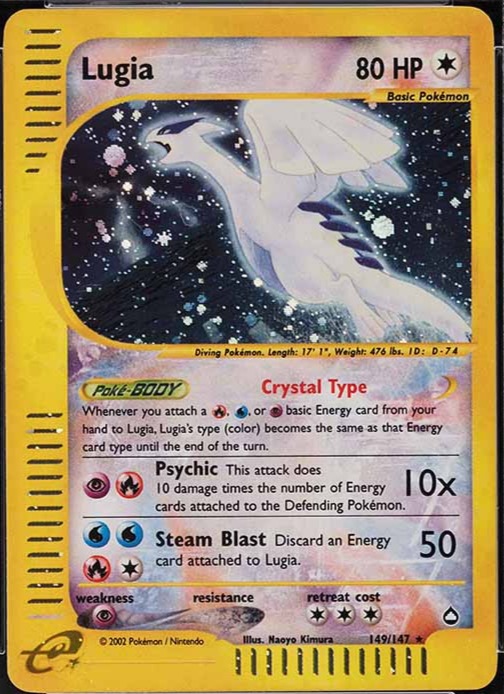 Lugia 80 HP
Basic Pokémon
Diving Pokémon. Length: 17' 1", Weight: 476 lbs. ID: D-74
Poké-BODY Crystal Type
Whenever you attach a , , or basic Energy card from your
hand to Lugia, Lugia's type (color) becomes the same as that Energy
card type until the end of the turn.
Psychic This attack does
10 damage times the number of Energy 10x
cards attached to the Defending Pokémon.
Steam Blast Discard an Energy 50
card attached to Lugia.
weakness resistance retreat cost
© 2002 Pokémon / Nintendo Illus. Naoyo Kimura 149/147 ★
e